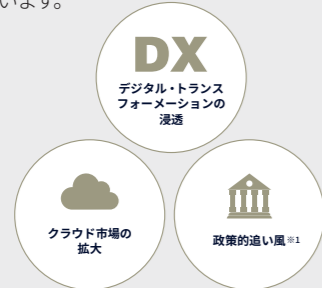 います。
DX
デジタル・トランス
フォーメーションの
浸透
クラウド市場の
拡大
政策的追い風※1